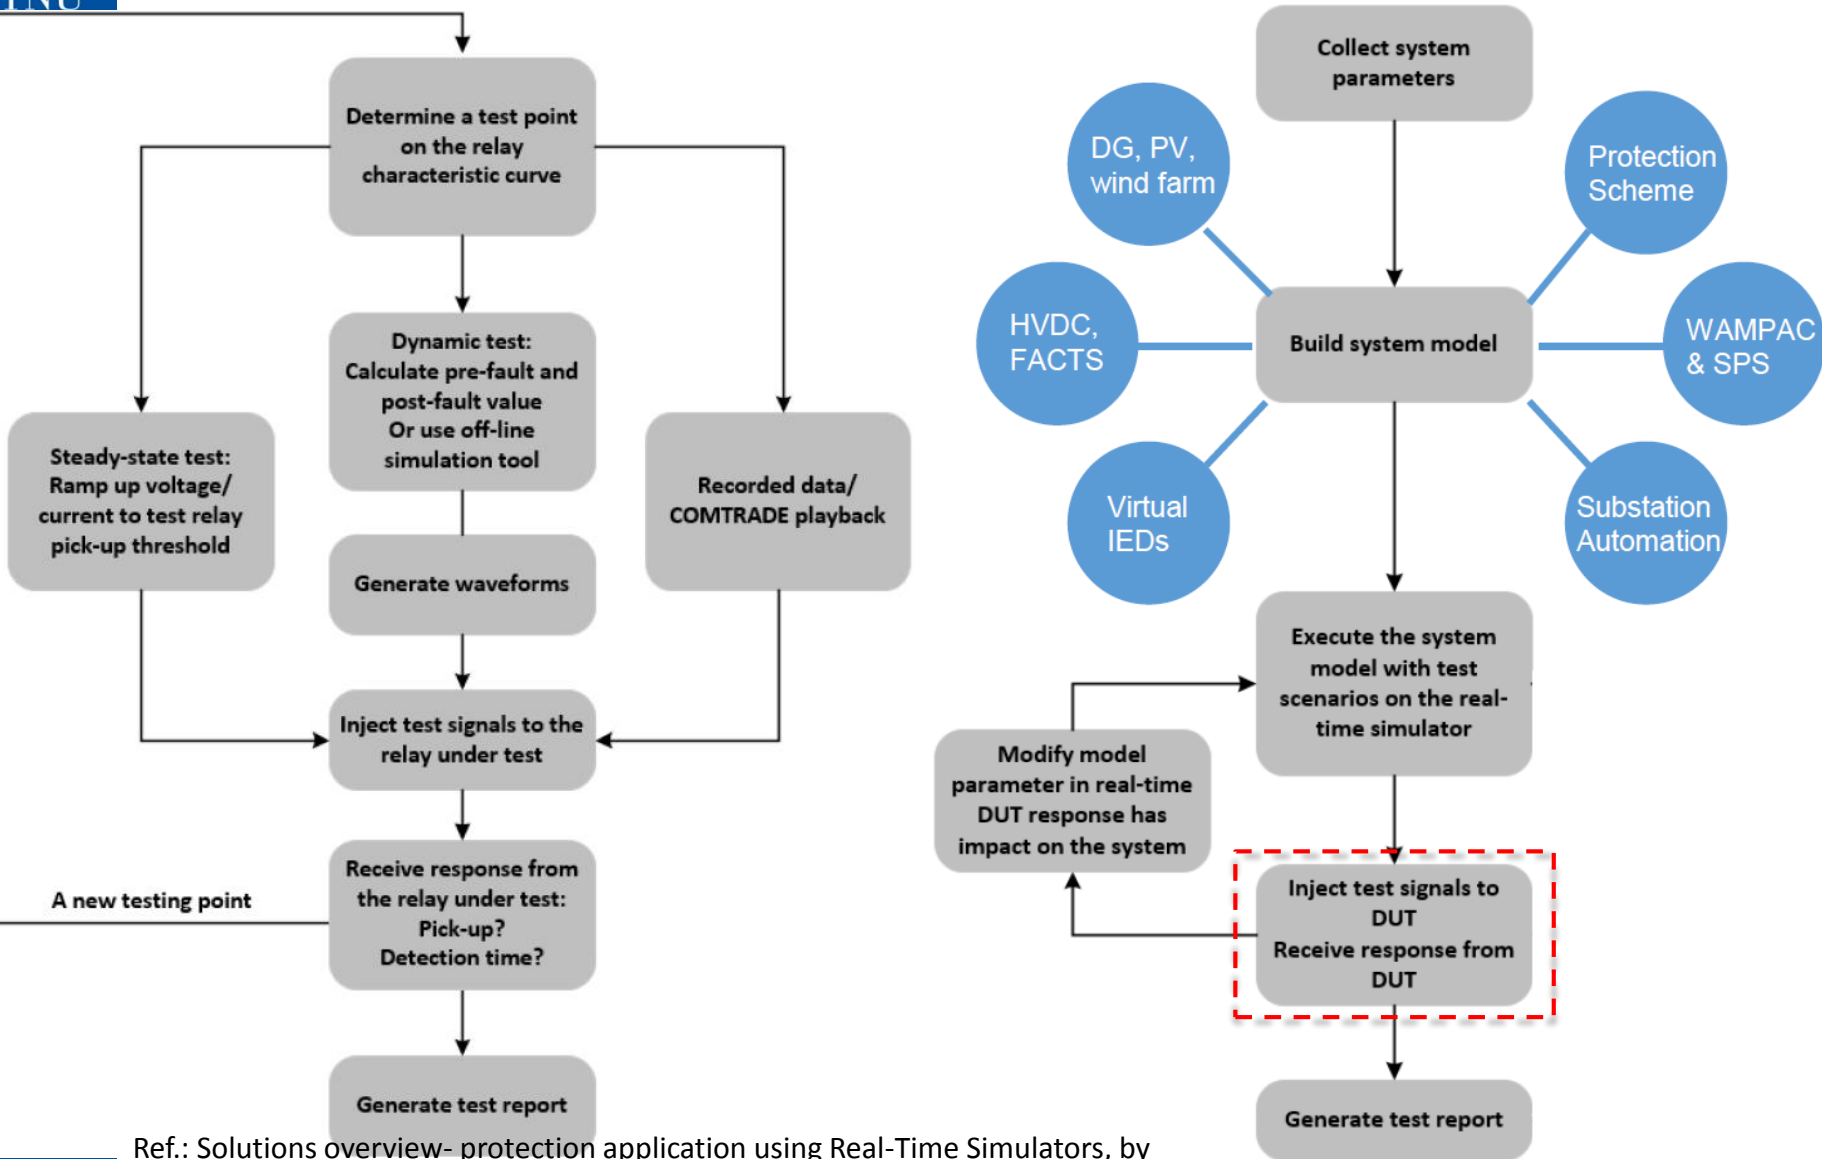 Determine a test point
on the relay
characteristic curve
Dynamic test:
Calculate pre-fault and
post-fault value
Or use off-line
simulation tool
Steady-state test:
Ramp up voltage/
current to test relay
pick-up threshold
Recorded data/
COMTRADE playback
Generate waveforms
Inject test signals to the
relay under test
Receive response from
the relay under test:
Pick-up?
Detection time?
A new testing point
Generate test report
Collect system
parameters
DG, PV,
wind farm
Protection
Scheme
HVDC,
FACTS
Build system model
WAMPAC
& SPS
Virtual
IEDs
Substation
Automation
Execute the system
model with test
scenarios on the real-
time simulator
Modify model
parameter in real-time
DUT response has
impact on the system
Inject test signals to
DUT
Receive response from
DUT
Generate test report
Ref.: Solutions overview- protection application using Real-Time Simulators, by